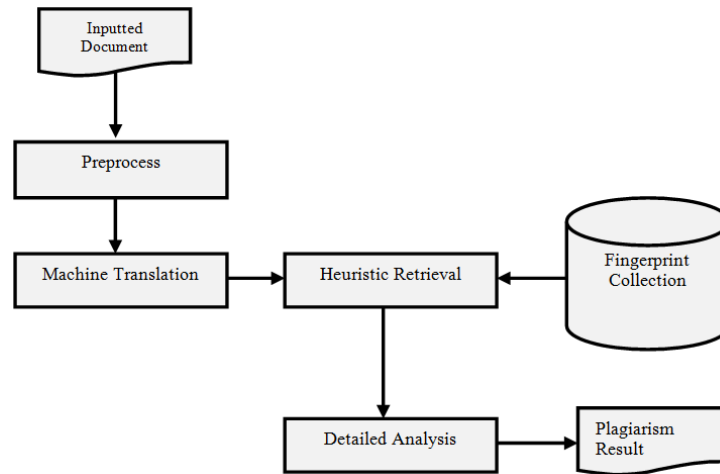 Inputted
Document
Preprocess
Machine Translation
Heuristic Retrieval
Fingerprint
Collection
Detailed Analysis
Plagiarism
Result